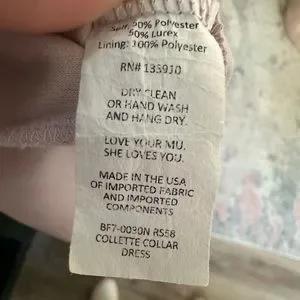 Self: 50% Polyester
50% Lurex
Lining: 100% Polyester
RN# 135910
DRY CLEAN
OR HAND WASH
AND HANG DRY.
LOVE YOUR MU.
SHE LOVES YOU.
MADE IN THE USA
OF IMPORTED FABRIC
AND IMPORTED
COMPONENTS
BF7-0030N RS58
COLLETTE COLLAR
DRESS